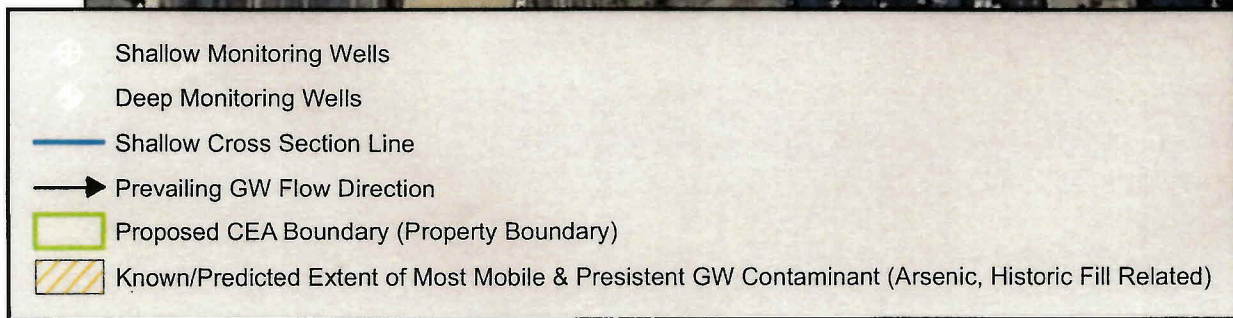 Shallow Monitoring Wells
Deep Monitoring Wells
Shallow Cross Section Line
Prevailing GW Flow Direction
Proposed CEA Boundary (Property Boundary)
Known/Predicted Extent of Most Mobile & Presistent GW Contaminant (Arsenic, Historic Fill Related)